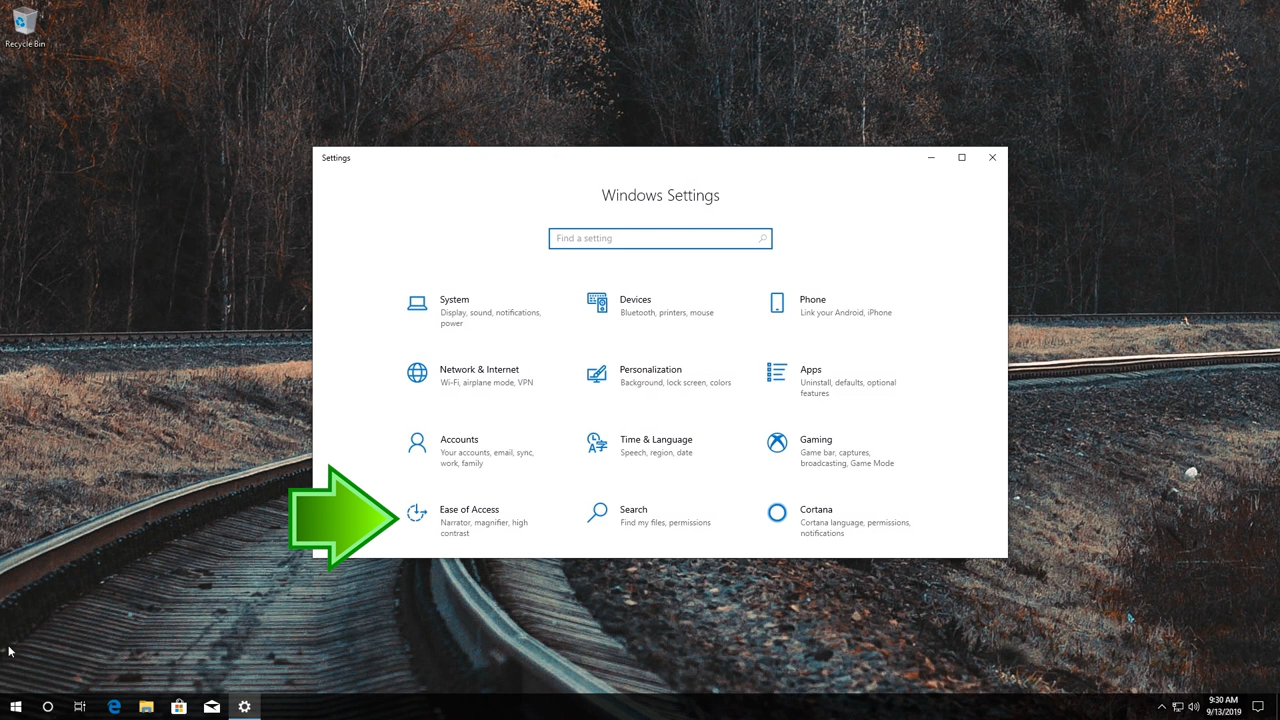 Recycle Bin
Settings
Windows Settings
Find a setting
System
Display, sound, notifications,
power
Devices
Bluetooth, printers, mouse
Phone
Link your Android, iPhone
Network & Internet
Wi-Fi, airplane mode, VPN
Personalization
Background, lock screen, colors
Apps
Uninstall, defaults, optional
features
Accounts
Your accounts, email, sync,
work, family
Time & Language
Speech, region, date
Gaming
Game bar, captures,
broadcasting, Game Mode
Ease of Access
Narrator, magnifier, high
contrast
Search
Find my files, permissions
Cortana
Cortana language, permissions,
notifications
9:30 AM
9/13/2019